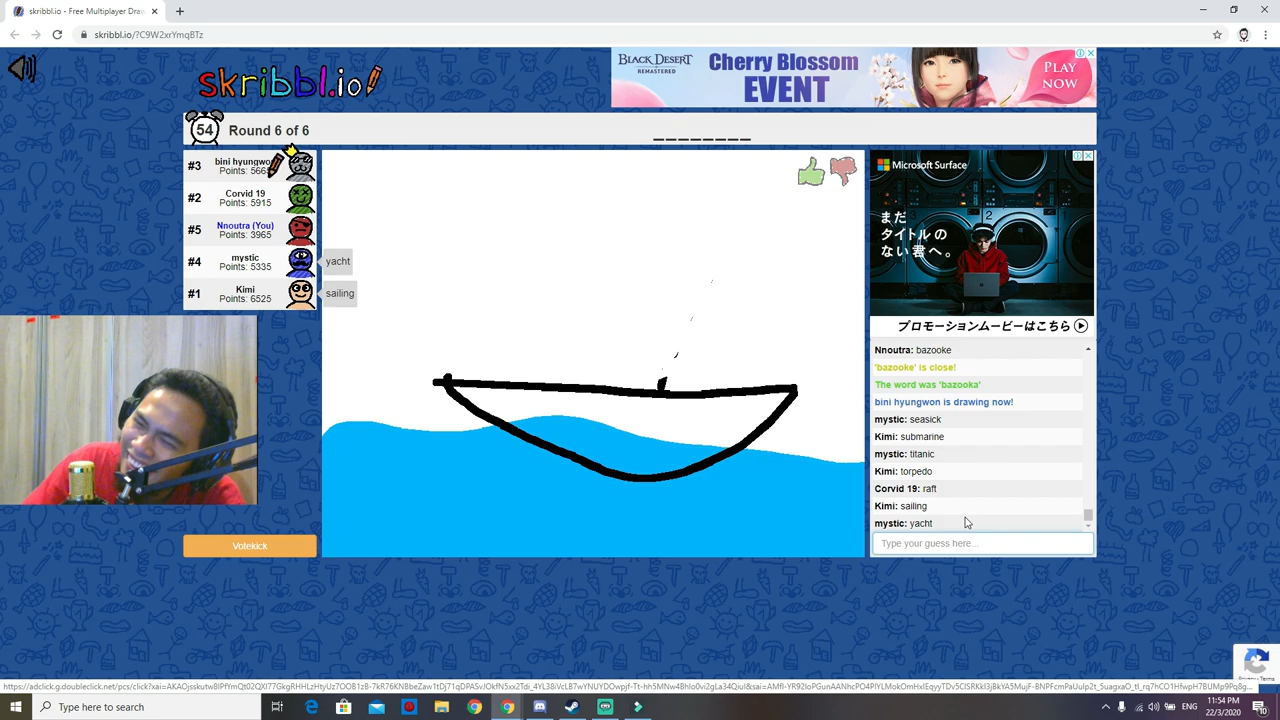 skribbl.io - Free Multiplayer Draw
skribbl.io/?C9W2xrYmqBTz
skribbl.io
BLACK DESERT
REMASTERED
Cherry Blossom
EVENT
PLAY
NOW
54
Round 6 of 6
________
#3
bini hyungwo
Points: 566
#2
Corvid 19
Points: 5915
#5
Nnoutra (You)
Points: 3965
#4
mystic
Points: 5335
yacht
#1
Kimi
Points: 6525
sailing
Votekick
Microsoft Surface
まだ
タイトルの
ない君へ。
プロモーションムービーはこちら
Nnoutra: bazooke
'bazooke' is close!
The word was 'bazooka'
bini hyungwon is drawing now!
mystic: seasick
Kimi: submarine
mystic: titanic
Kimi: torpedo
Corvid 19: raft
Kimi: sailing
mystic: yacht
Type your guess here...
Privacy - Terms
Type here to search
ENG
11:54 PM
22/3/2020